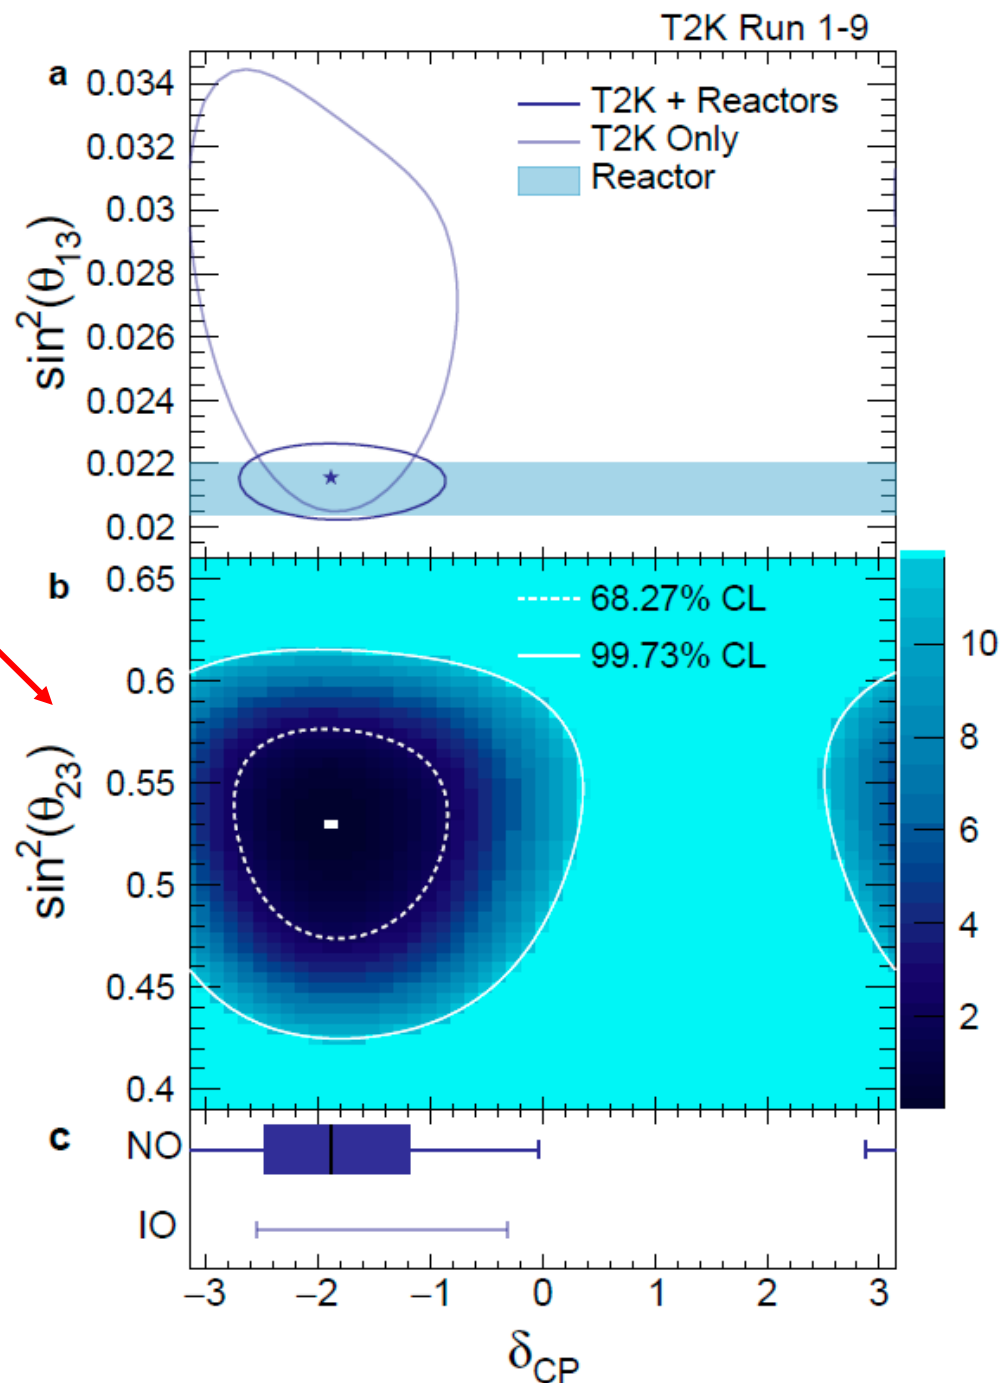 T2K Run 1-9
a
0.034
0.032
0.03
0.028
0.026
0.024
0.022
0.02
sin²(θ₁₃)
T2K + Reactors
T2K Only
Reactor
b
0.65
0.6
0.55
0.5
0.45
0.4
sin²(θ₂₃)
68.27% CL
99.73% CL
10
8
6
4
2
c
NO
IO
−3 −2 −1 0 1 2 3
δ_CP